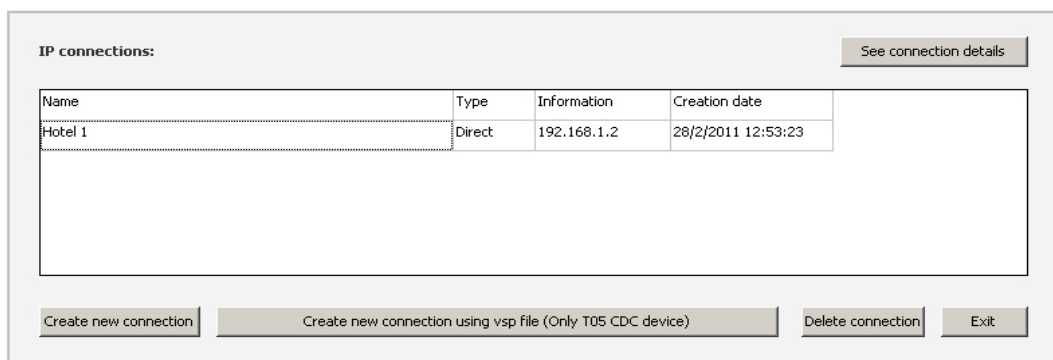 IP connections:
See connection details
Name Type Information Creation date
Hotel 1 Direct 192.168.1.2 28/2/2011 12:53:23
Create new connection Create new connection using vsp file (Only T05 CDC device) Delete connection Exit